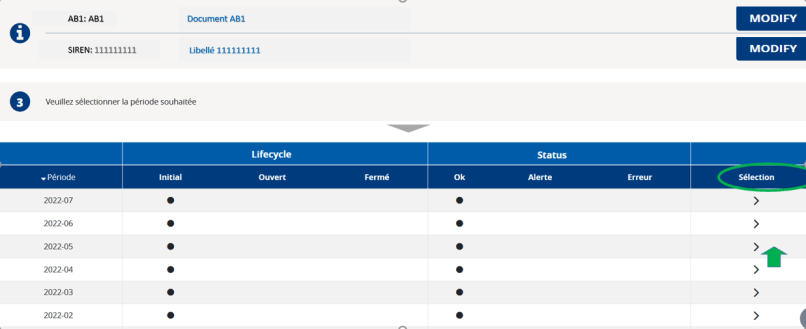 AB1: AB1 Document AB1 MODIFY
SIREN: 111111111 Libellé 111111111 MODIFY
3 Veuillez sélectionner la période souhaitée
Lifecycle Status
Période Initial Ouvert Fermé Ok Alerte Erreur Sélection
2022-07
2022-06
2022-05
2022-04
2022-03
2022-02